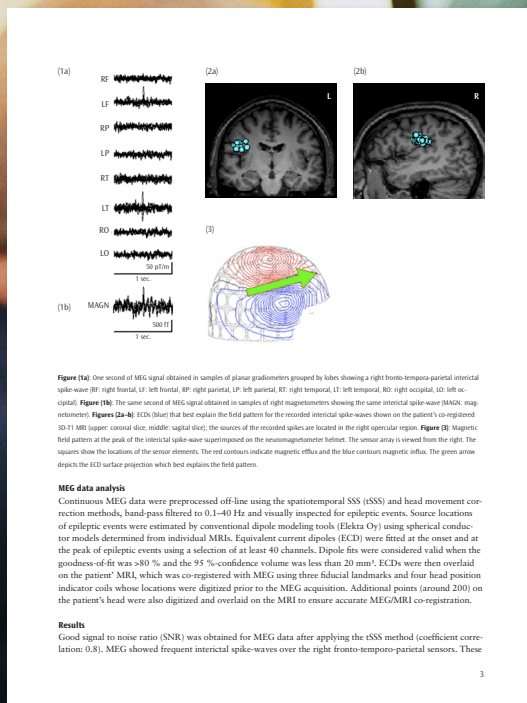 (1a)
(2a)
(2b)
RF
LF
RP
LP
RT
LT
RO
LO
50 pT/m
1 sec.
(1b)
MAGN
500 fT
1 sec.
L
R
(3)
Figure (1a): One second of MEG signal obtained in samples of planar gradiometers grouped by lobes showing a right fronto-tempora-parietal interictal
spike-wave (RF: right frontal, LF: left frontal, RP: right parietal, LP: left parietal, RT: right temporal, LT: left temporal, RO: right occipital, LO: left oc-
cipital). Figure (1b): The same second of MEG signal obtained in samples of right magnetometers showing the same interictal spike-wave (MAGN: mag-
netometer). Figures (2a–b): ECDs (blue) that best explain the field pattern for the recorded interictal spike-waves shown on the patient's co-registered
3D-T1 MRI (upper: coronal slice, middle: sagital slice); the sources of the recorded spikes are located in the right opercular region. Figure (3): Magnetic
field pattern at the peak of the interictal spike-wave superimposed on the neuromagnetometer helmet. The sensor array is viewed from the right. The
squares show the locations of the sensor elements. The red contours indicate magnetic efflux and the blue contours magnetic influx. The green arrow
depicts the ECD surface projection which best explains the field pattern.
MEG data analysis
Continuous MEG data were preprocessed off-line using the spatiotemporal SSS (tSSS) and head movement cor-
rection methods, band-pass filtered to 0.1–40 Hz and visually inspected for epileptic events. Source locations
of epileptic events were estimated by conventional dipole modeling tools (Elekta Oy) using spherical conduc-
tor models determined from individual MRIs. Equivalent current dipoles (ECD) were fitted at the onset and at
the peak of epileptic events using a selection of at least 40 channels. Dipole fits were considered valid when the
goodness-of-fit was >80 % and the 95 %-confidence volume was less than 20 mm³. ECDs were then overlaid
on the patient' MRI, which was co-registered with MEG using three fiducial landmarks and four head position
indicator coils whose locations were digitized prior to the MEG acquisition. Additional points (around 200) on
the patient's head were also digitized and overlaid on the MRI to ensure accurate MEG/MRI co-registration.
Results
Good signal to noise ratio (SNR) was obtained for MEG data after applying the tSSS method (coefficient corre-
lation: 0.8). MEG showed frequent interictal spike-waves over the right fronto-temporo-parietal sensors. These
3